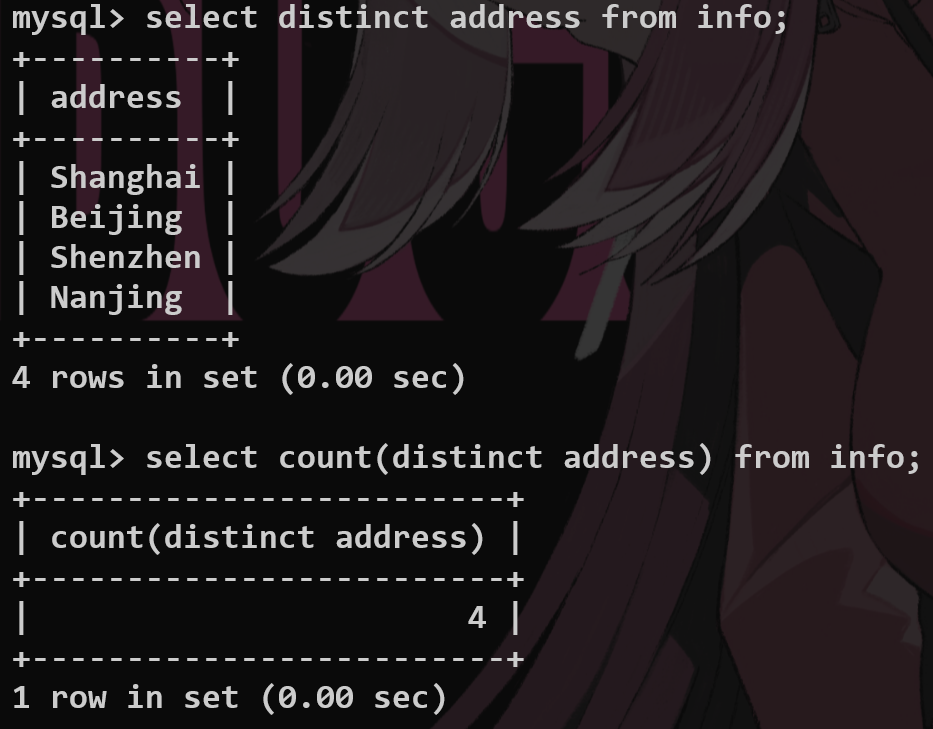 mysql> select distinct address from info;
+----------+
| address  |
+----------+
| Shanghai |
| Beijing  |
| Shenzhen |
| Nanjing  |
+----------+
4 rows in set (0.00 sec)
mysql> select count(distinct address) from info;
+-------------------------+
| count(distinct address) |
+-------------------------+
|                       4 |
+-------------------------+
1 row in set (0.00 sec)